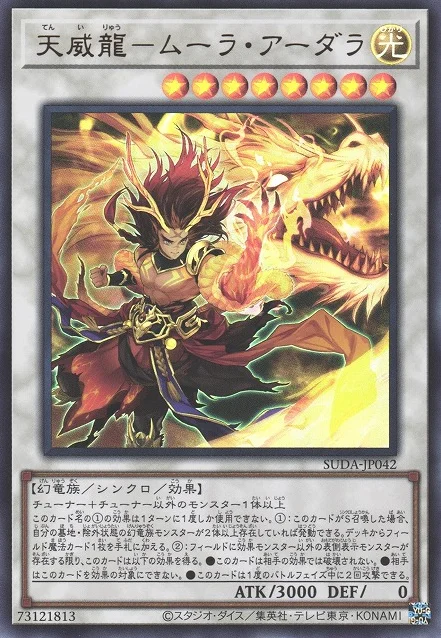 天威龍－ムーラ・アーダラ
光
SUDA-JP042
【幻竜族／シンクロ／効果】
チューナー＋チューナー以外のモンスター1体以上
このカード名の①の効果は1ターンに1度しか使用できない。①：このカードがS召喚した場合、
自分の墓地・除外状態の幻竜族モンスターが2体以上存在していれば発動できる。デッキからフィ
ールド魔法カード1枚を手札に加える。②：フィールドに効果モンスター以外の表側表示モンスターが
存在する限り、このカードは以下の効果を得る。●このカードは相手の効果では破壊されない。●相手
はこのカードを効果の対象にできない。●このカードは1度のバトルフェイズ中に2回攻撃できる。
ATK/3000 DEF/ 0
73121813 ©スタジオ・ダイス／集英社・テレビ東京・KONAMI